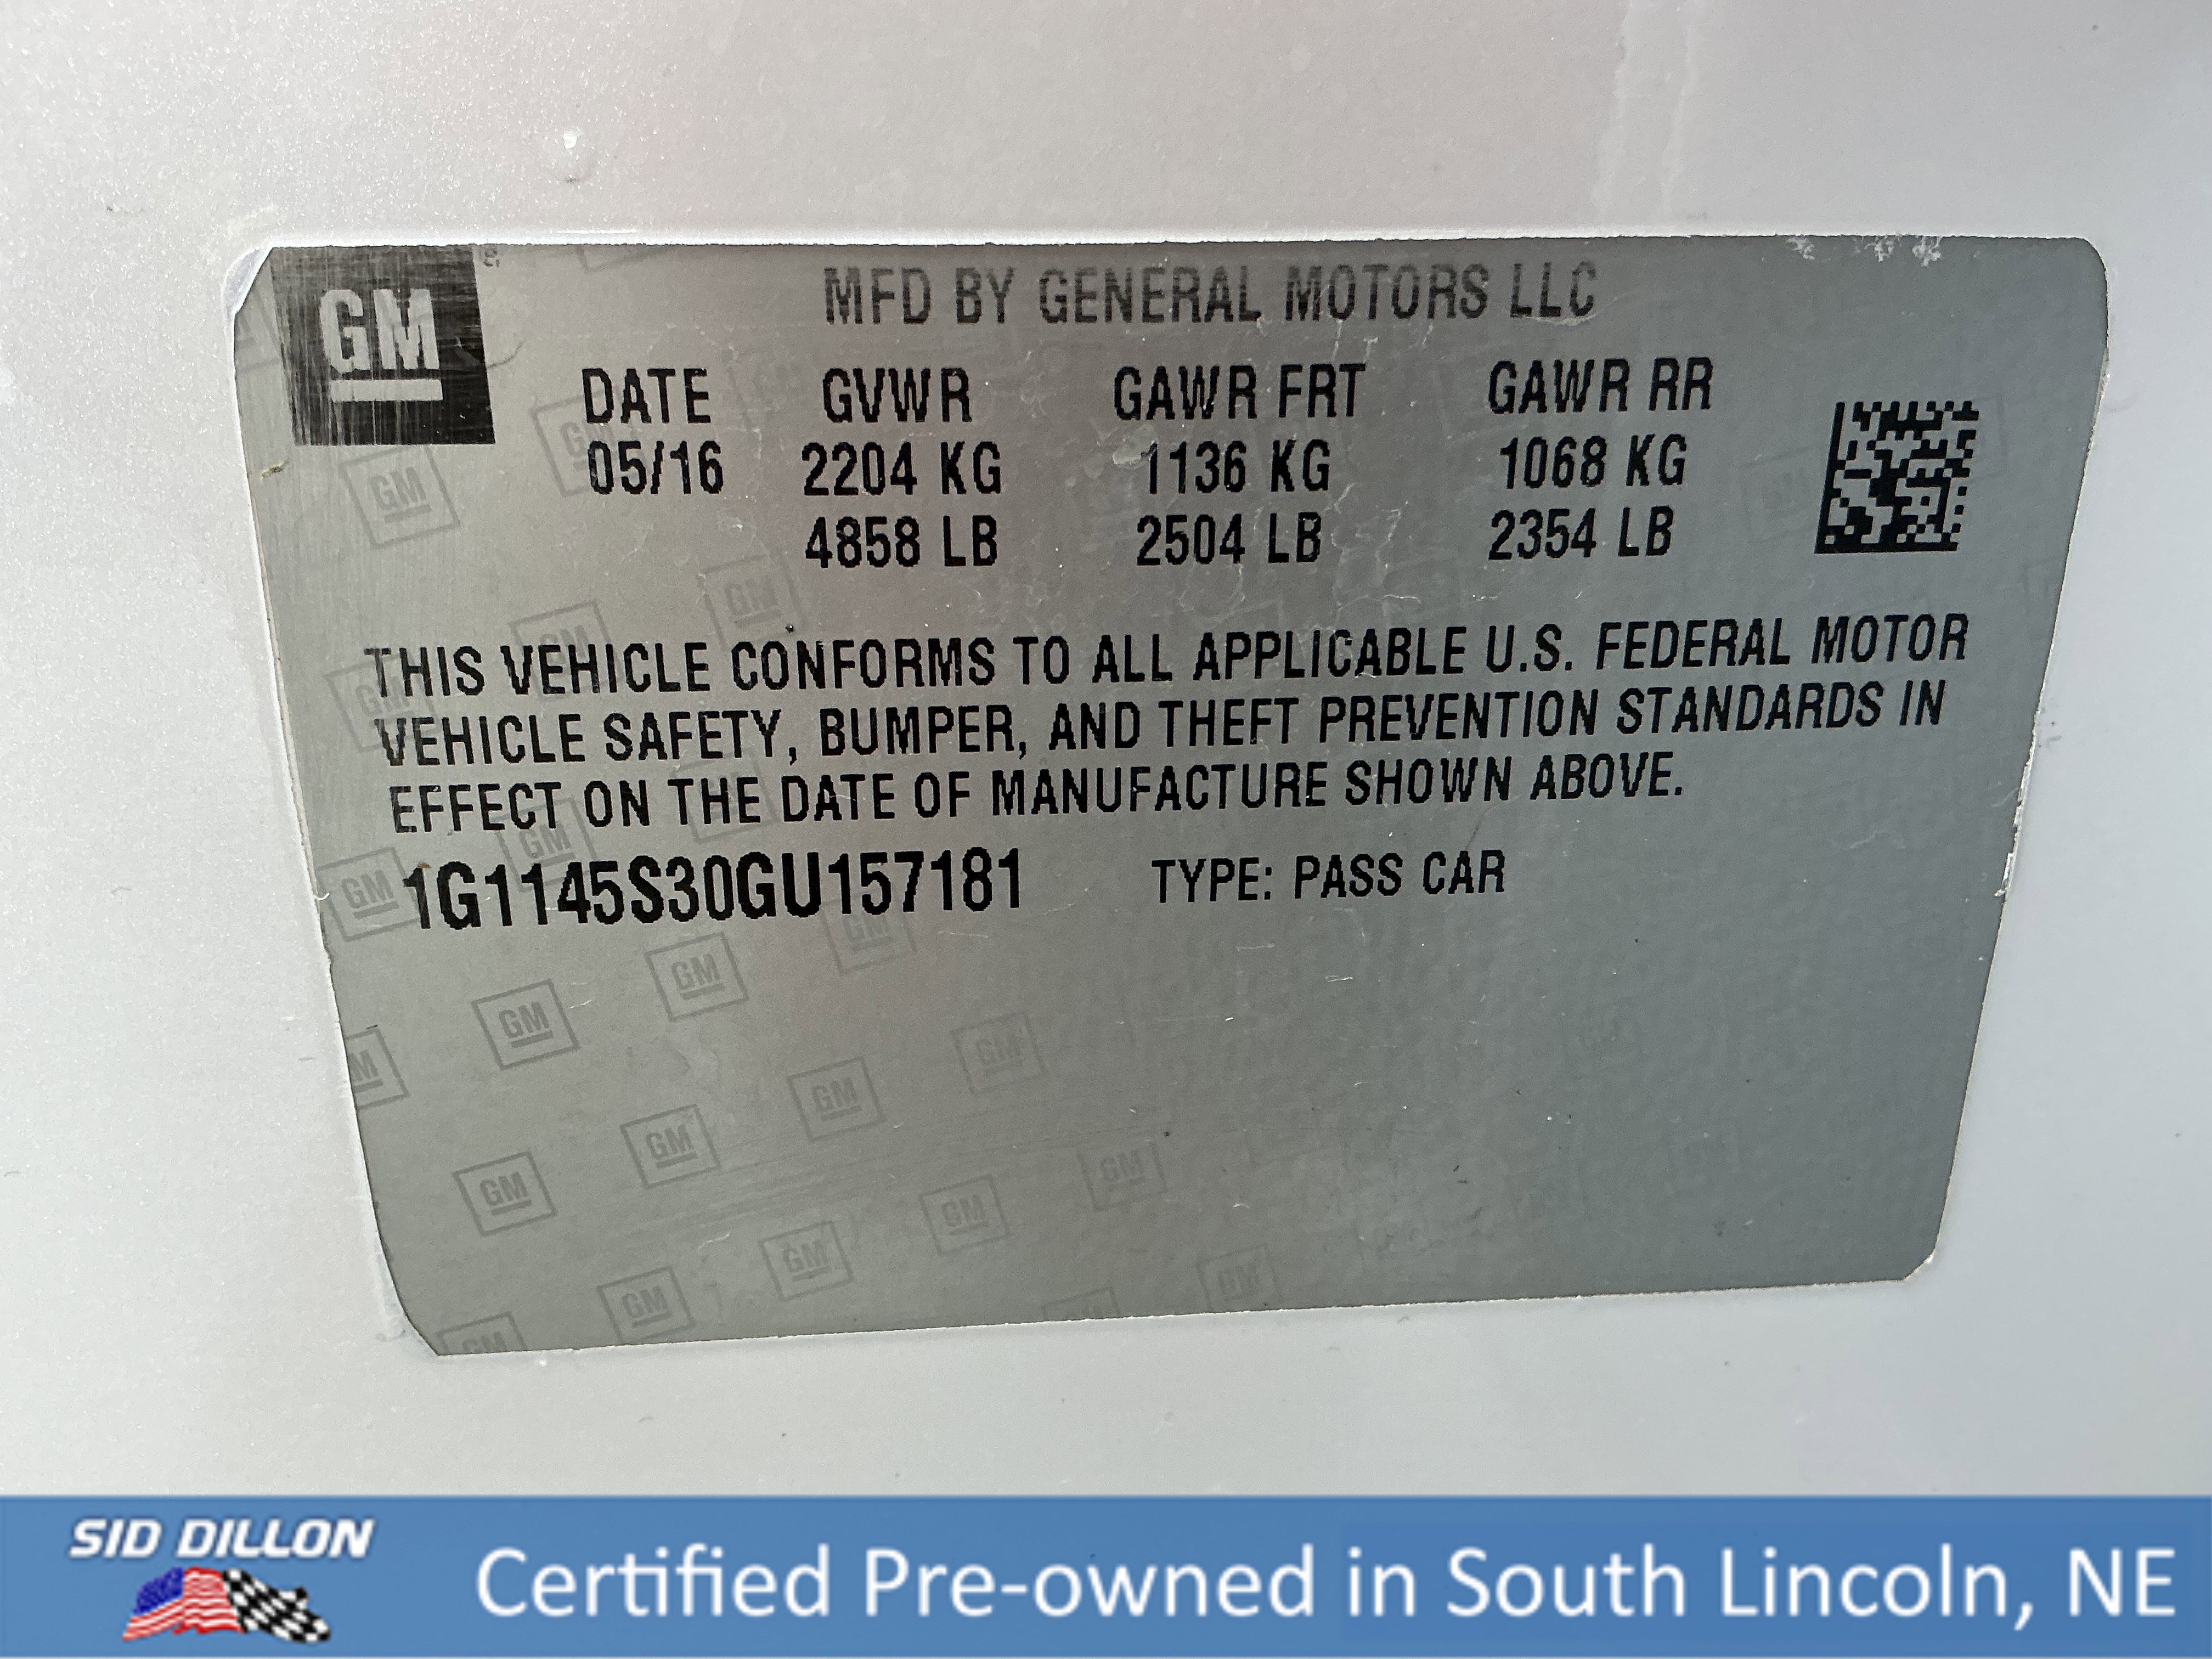 GM
MFD BY GENERAL MOTORS LLC
DATE GVWR GAWR FRT GAWR RR
05/16 2204 KG 1136 KG 1068 KG
4858 LB 2504 LB 2354 LB
THIS VEHICLE CONFORMS TO ALL APPLICABLE U.S. FEDERAL MOTOR
VEHICLE SAFETY, BUMPER, AND THEFT PREVENTION STANDARDS IN
EFFECT ON THE DATE OF MANUFACTURE SHOWN ABOVE.
1G1145S30GU157181 TYPE: PASS CAR
SID DILLON
Certified Pre-owned in South Lincoln, NE